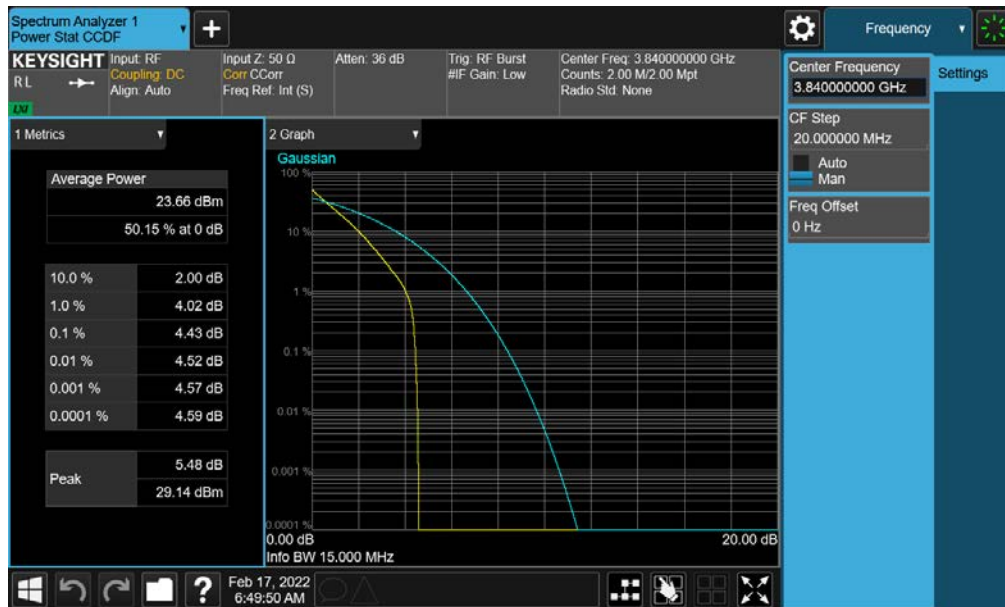 Spectrum Analyzer 1
Power Stat CCDF
+
Frequency
KEYSIGHT
RL
LXI
Input: RF
Coupling: DC
Align: Auto
Input Z: 50 Ω
Corr CCorr
Freq Ref: Int (S)
Atten: 36 dB
Trig: RF Burst
#IF Gain: Low
Center Freq: 3.840000000 GHz
Counts: 2.00 M/2.00 Mpt
Radio Std: None
Center Frequency
3.840000000 GHz
Settings
CF Step
20.000000 MHz
Auto
Man
Freq Offset
0 Hz
1 Metrics
Average Power
23.66 dBm
50.15 % at 0 dB
10.0 % 2.00 dB
1.0 % 4.02 dB
0.1 % 4.43 dB
0.01 % 4.52 dB
0.001 % 4.57 dB
0.0001 % 4.59 dB
Peak
5.48 dB
29.14 dBm
2 Graph
Gaussian
100 %
10 %
1 %
0.1 %
0.01 %
0.001 %
0.0001 %
0.00 dB 20.00 dB
Info BW 15.000 MHz
?
Feb 17, 2022
6:49:50 AM